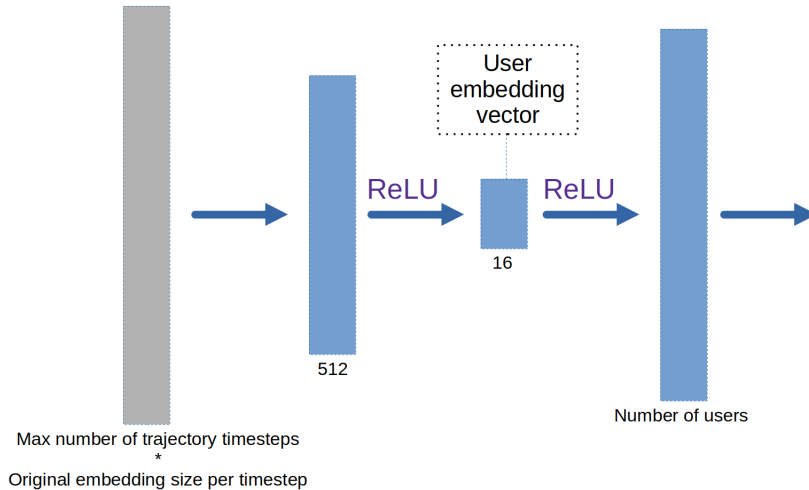 User
embedding
vector
ReLU
ReLU
16
512
Number of users
Max number of trajectory timesteps
*
Original embedding size per timestep